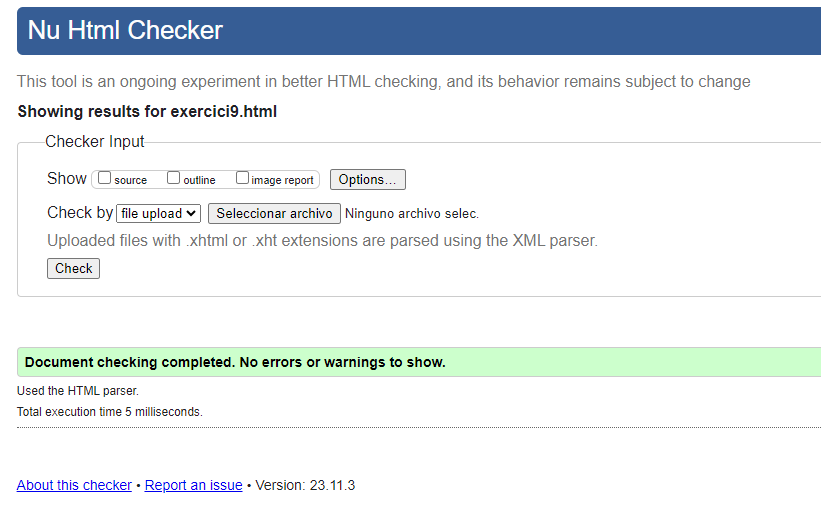 Nu Html Checker
This tool is an ongoing experiment in better HTML checking, and its behavior remains subject to change
Showing results for exercici9.html
Checker Input
Show source outline image report Options...
Check by file upload Seleccionar archivo Ninguno archivo selec.
Uploaded files with .xhtml or .xht extensions are parsed using the XML parser.
Check
Document checking completed. No errors or warnings to show.
Used the HTML parser.
Total execution time 5 milliseconds.
About this checker • Report an issue • Version: 23.11.3